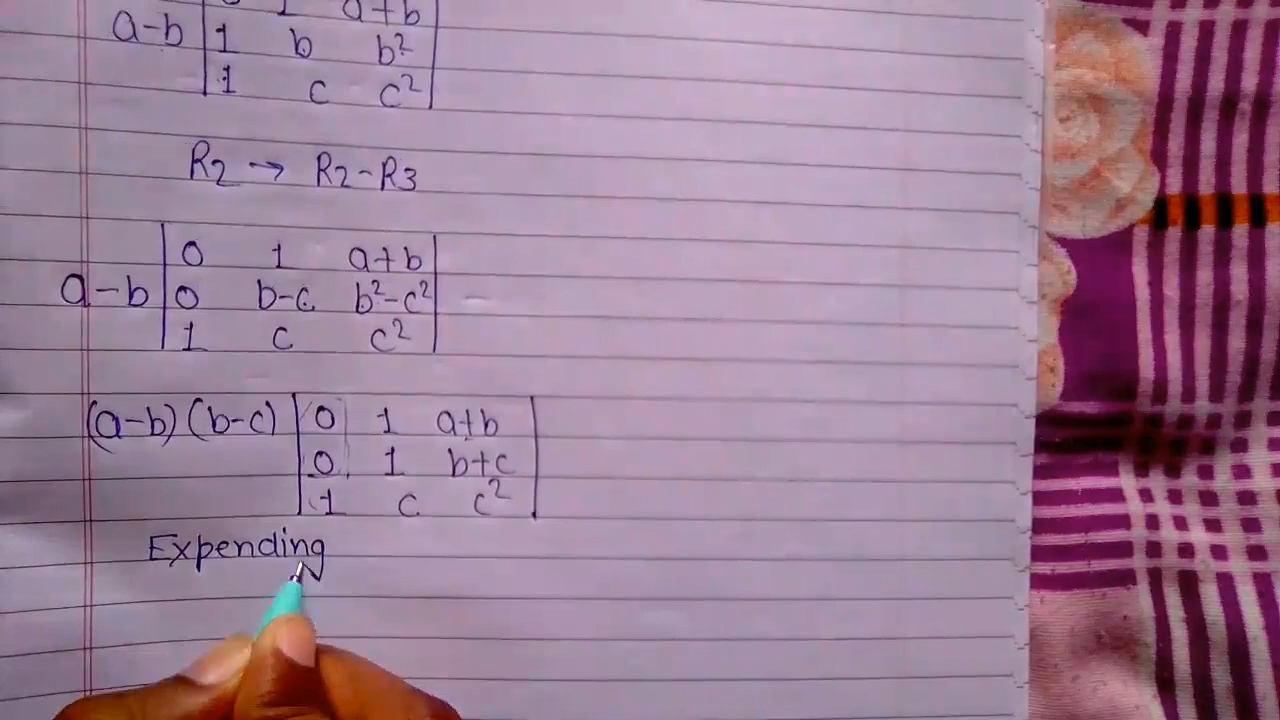 1 a+b
a-b 1 b b²
1 c c²
R2 → R2-R3
0 1 a+b
a-b 0 b-c b²-c²
1 c c²
(a-b) (b-c) 0 1 a+b
0 1 b+c
1 c c²
Expending